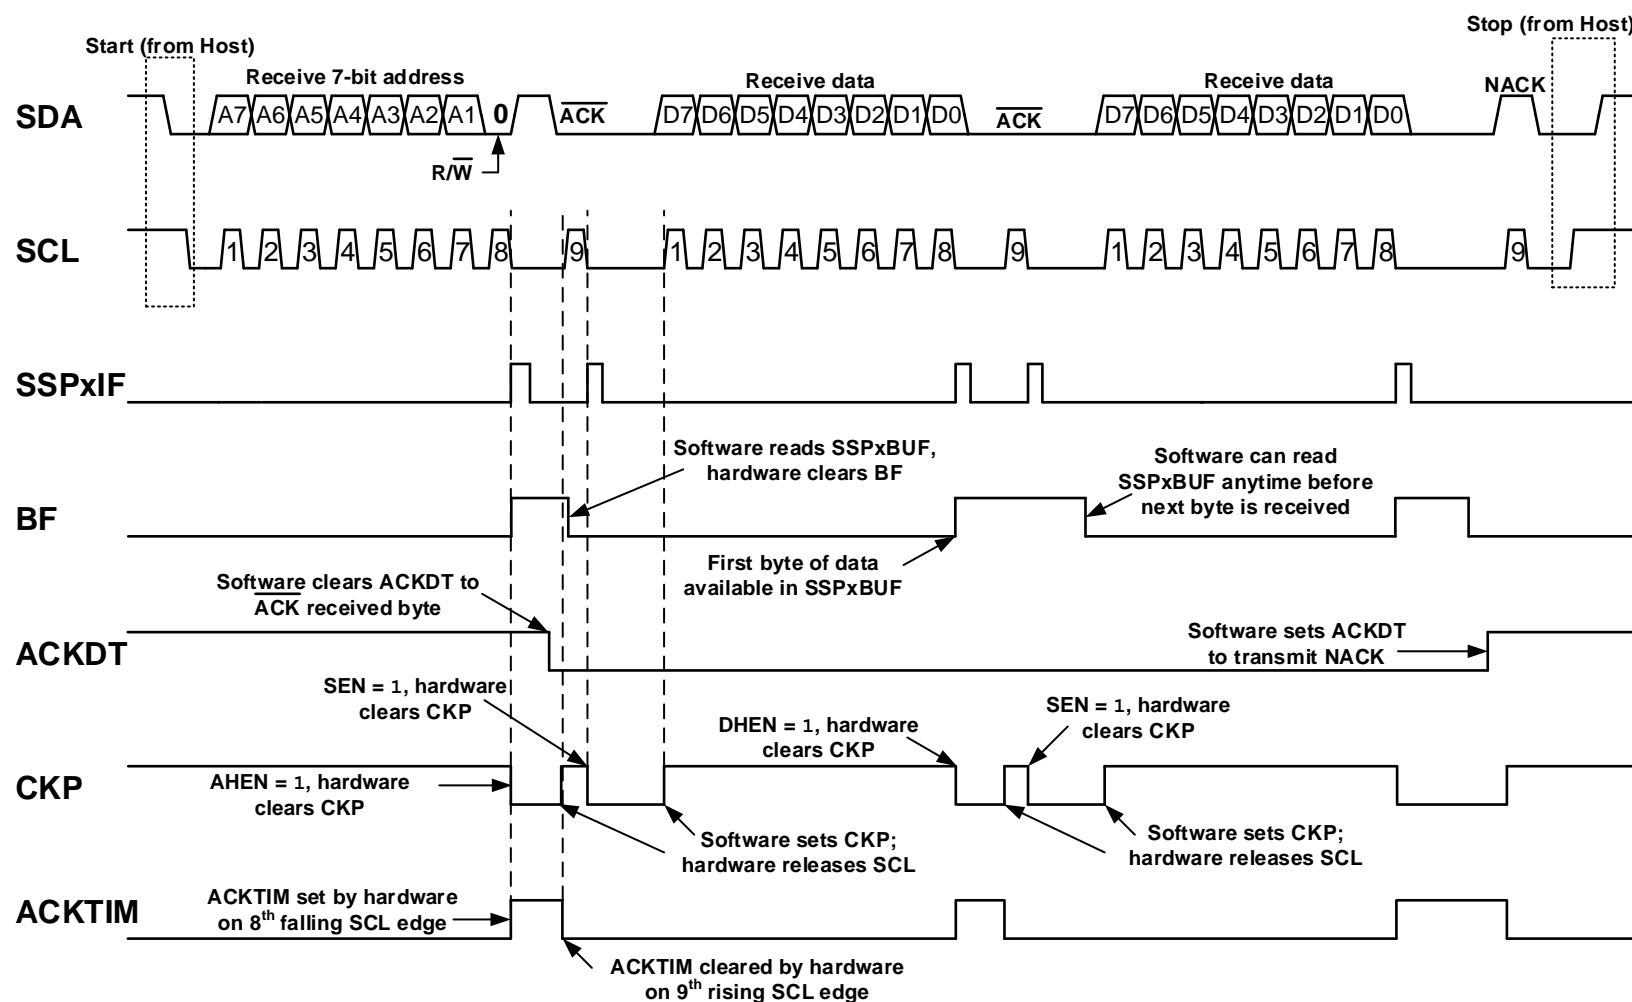 Start (from Host)
Stop (from Host)
Receive 7-bit address
Receive data
Receive data
SDA
A7 A6 A5 A4 A3 A2 A1 0 ACK D7 D6 D5 D4 D3 D2 D1 D0 ACK D7 D6 D5 D4 D3 D2 D1 D0 NACK
R/W
SCL
1 2 3 4 5 6 7 8 9 1 2 3 4 5 6 7 8 9 1 2 3 4 5 6 7 8 9
SSPxIF
BF
Software reads SSPxBUF,
hardware clears BF
Software can read
SSPxBUF anytime before
next byte is received
First byte of data
available in SSPxBUF
ACKDT
Software clears ACKDT to
ACK received byte
Software sets ACKDT
to transmit NACK
CKP
SEN = 1, hardware
clears CKP
AHEN = 1, hardware
clears CKP
DHEN = 1, hardware
clears CKP
SEN = 1, hardware
clears CKP
Software sets CKP;
hardware releases SCL
Software sets CKP;
hardware releases SCL
ACKTIM
ACKTIM set by hardware
on 8th falling SCL edge
ACKTIM cleared by hardware
on 9th rising SCL edge